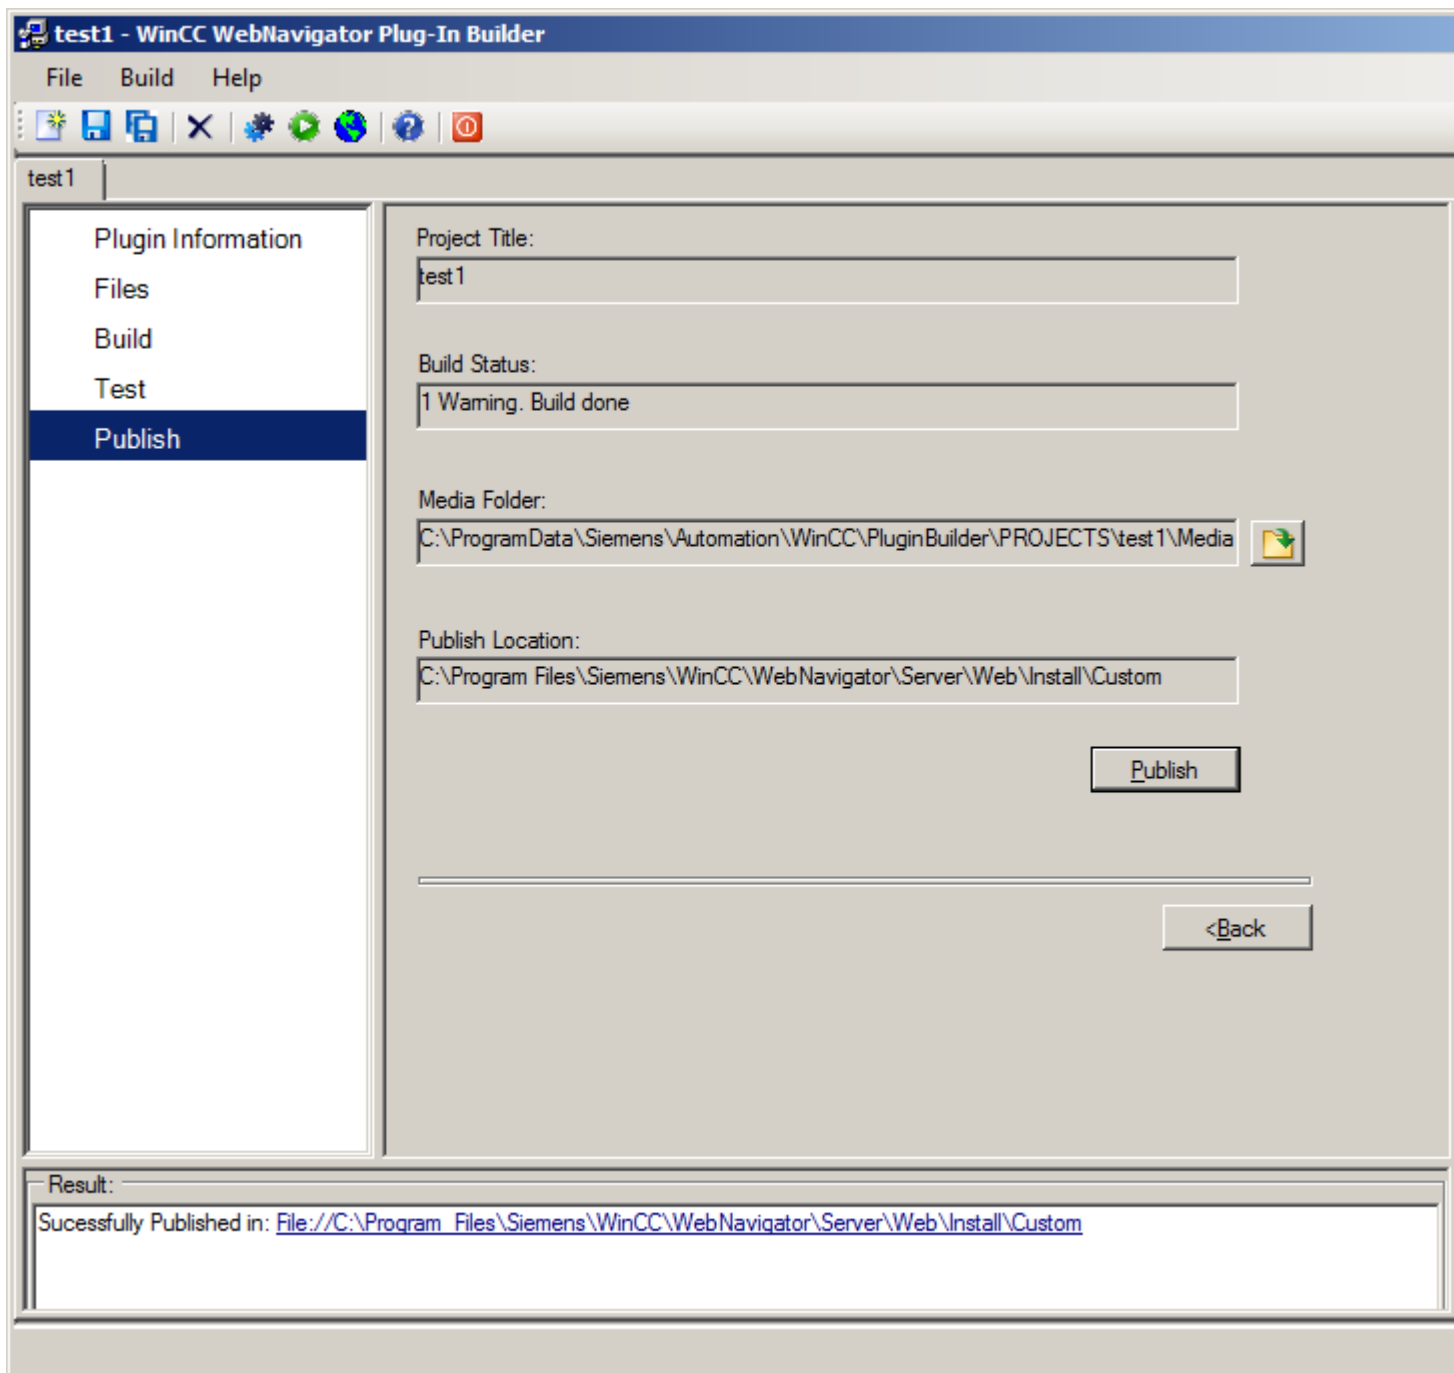 test1 - WinCC WebNavigator Plug-In Builder
File Build Help
test1
Plugin Information
Files
Build
Test
Publish
Project Title:
test1
Build Status:
1 Warning. Build done
Media Folder:
C:\ProgramData\Siemens\Automation\WinCC\PluginBuilder\PROJECTS\test1\Media
Publish Location:
C:\Program Files\Siemens\WinCC\WebNavigator\Server\Web\Install\Custom
Publish
<Back
Result:
Sucessfully Published in: File://C:\Program_Files\Siemens\WinCC\WebNavigator\Server\Web\Install\Custom